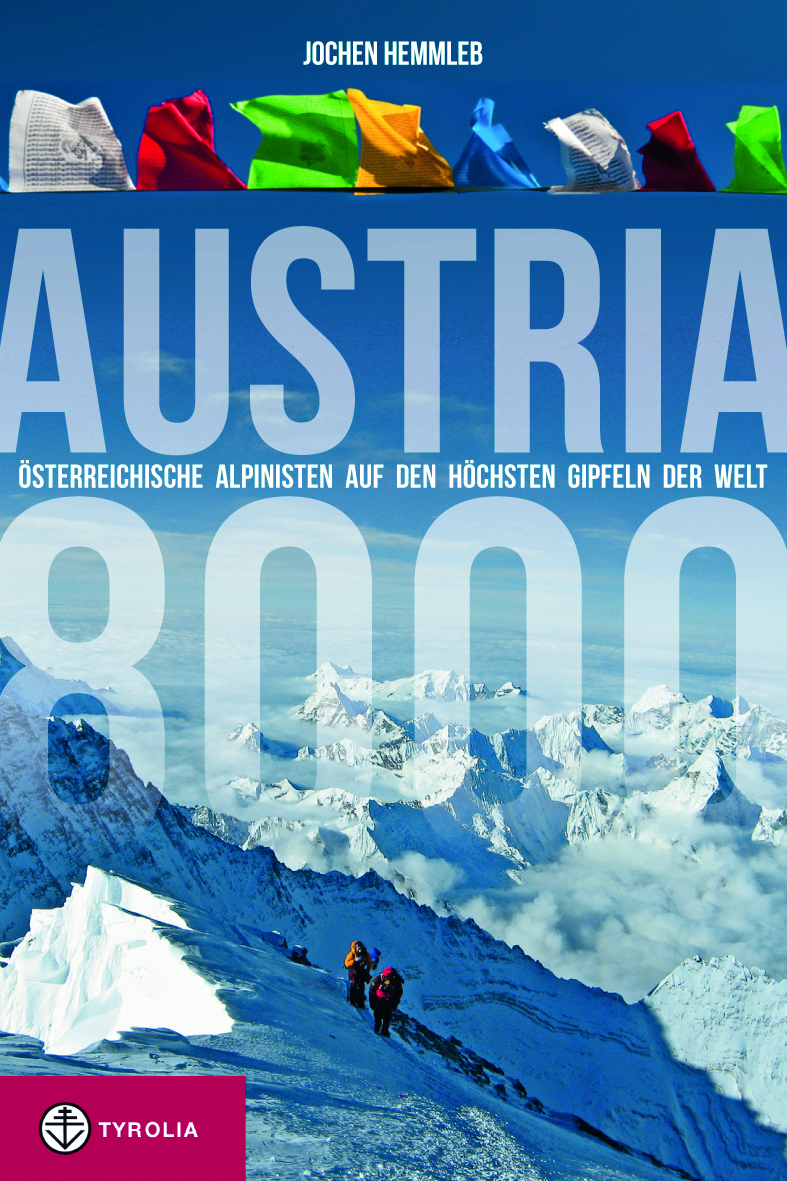 JOCHEN HEMMLEB
AUSTRIA
ÖSTERREICHISCHE ALPINISTEN AUF DEN HÖCHSTEN GIPFELN DER WELT
8000
TYROLIA